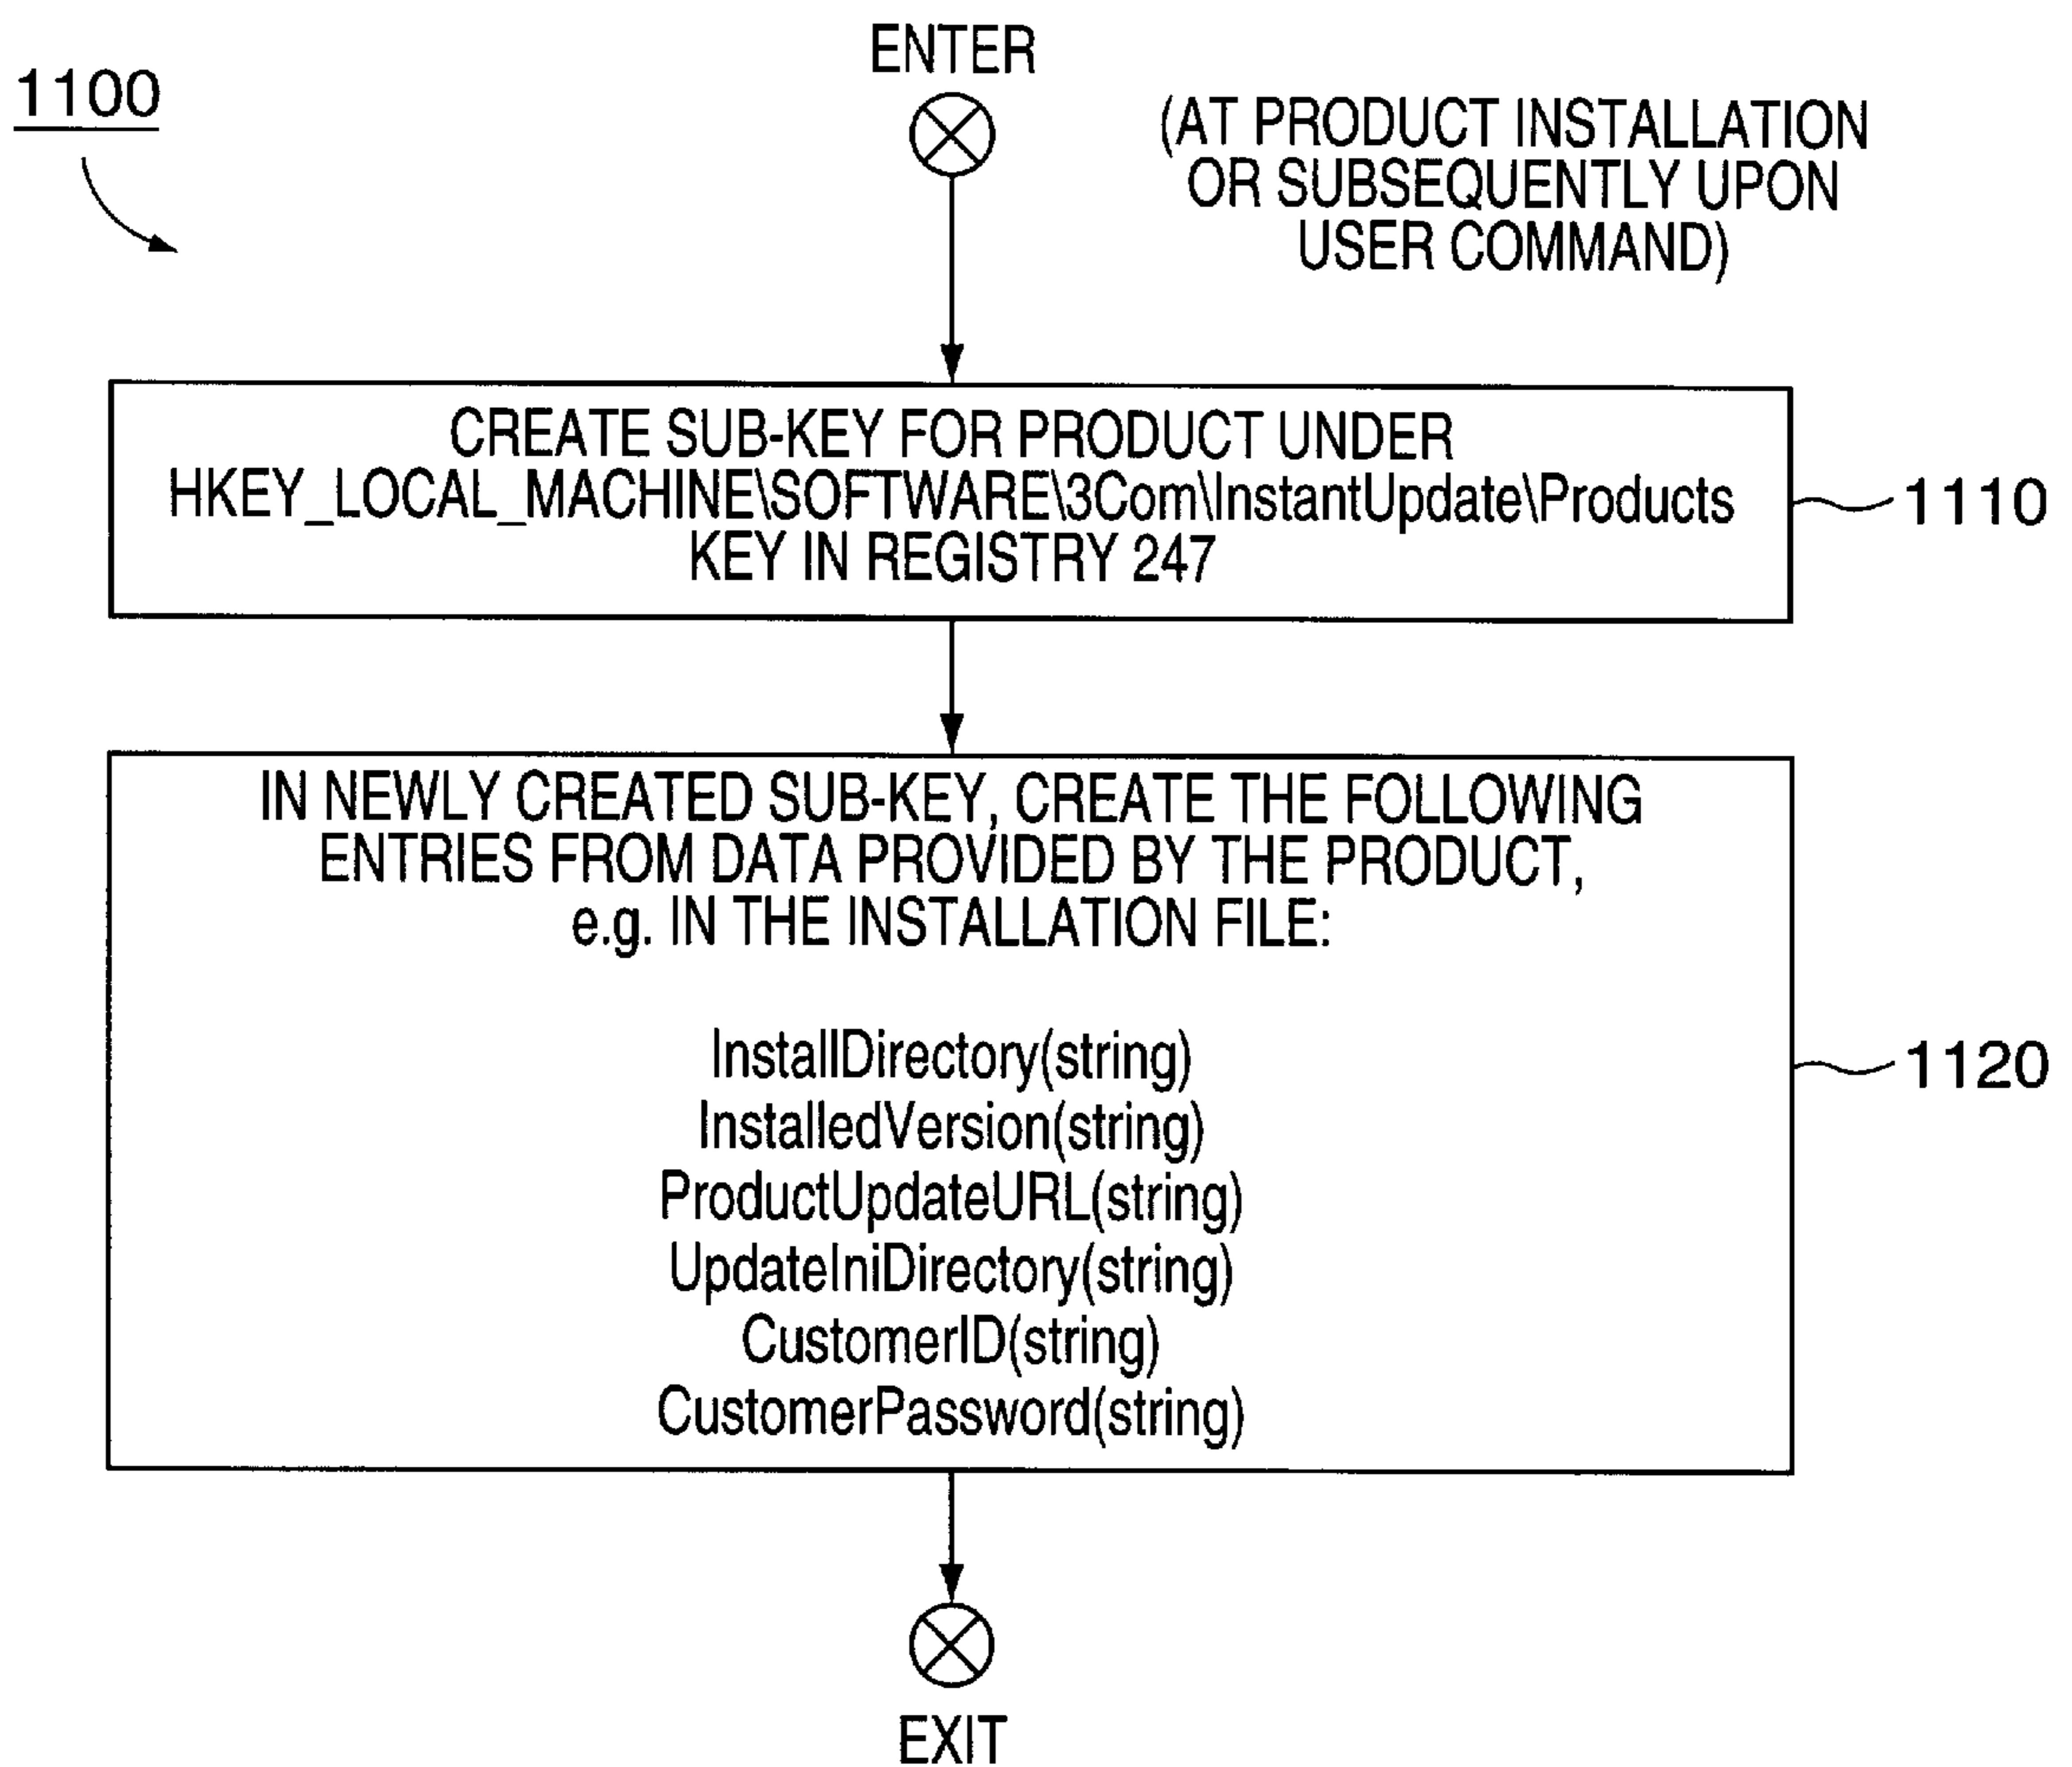 1100
ENTER
(AT PRODUCT INSTALLATION
OR SUBSEQUENTLY UPON
USER COMMAND)
CREATE SUB-KEY FOR PRODUCT UNDER
HKEY_LOCAL_MACHINE\SOFTWARE\3Com\InstantUpdate\Products
KEY IN REGISTRY 247
1110
IN NEWLY CREATED SUB-KEY, CREATE THE FOLLOWING
ENTRIES FROM DATA PROVIDED BY THE PRODUCT,
e.g. IN THE INSTALLATION FILE:
InstallDirectory(string)
InstalledVersion(string)
ProductUpdateURL(string)
UpdateIniDirectory(string)
CustomerID(string)
CustomerPassword(string)
1120
EXIT